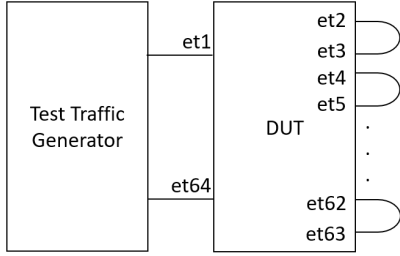 et1
et64
Test Traffic
Generator
DUT
et2
et3
et4
et5
.
.
.
et62
et63